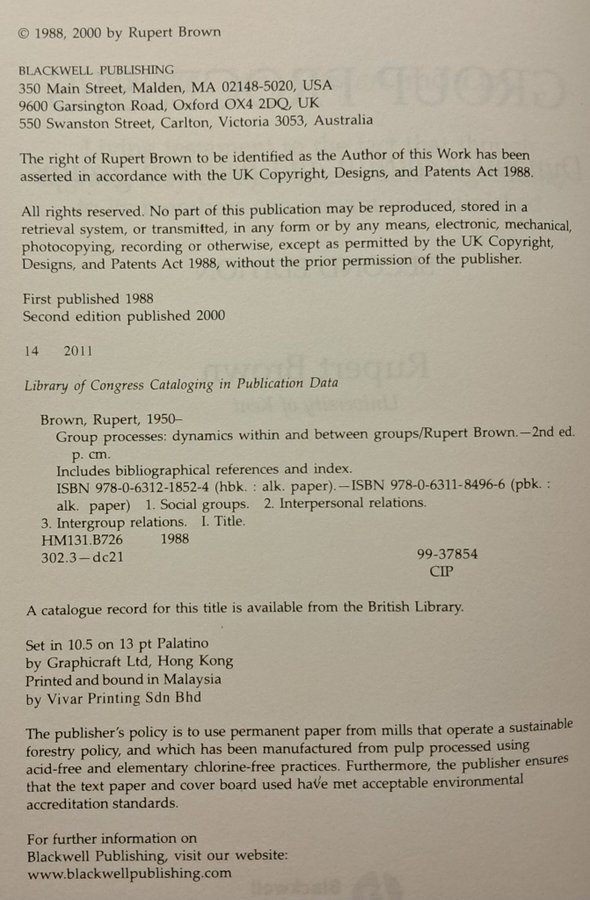 © 1988, 2000 by Rupert Brown
BLACKWELL PUBLISHING
350 Main Street, Malden, MA 02148-5020, USA
9600 Garsington Road, Oxford OX4 2DQ, UK
550 Swanston Street, Carlton, Victoria 3053, Australia
The right of Rupert Brown to be identified as the Author of this Work has been
asserted in accordance with the UK Copyright, Designs, and Patents Act 1988.
All rights reserved. No part of this publication may be reproduced, stored in a
retrieval system, or transmitted, in any form or by any means, electronic, mechanical,
photocopying, recording or otherwise, except as permitted by the UK Copyright,
Designs, and Patents Act 1988, without the prior permission of the publisher.
First published 1988
Second edition published 2000
14 2011
Library of Congress Cataloging in Publication Data
Brown, Rupert, 1950–
Group processes: dynamics within and between groups/Rupert Brown.—2nd ed.
p. cm.
Includes bibliographical references and index.
ISBN 978-0-6312-1852-4 (hbk. : alk. paper).—ISBN 978-0-6311-8496-6 (pbk. :
alk. paper) 1. Social groups. 2. Interpersonal relations.
3. Intergroup relations. I. Title.
HM131.B726 1988
302.3—dc21 99-37854
CIP
A catalogue record for this title is available from the British Library.
Set in 10.5 on 13 pt Palatino
by Graphicraft Ltd, Hong Kong
Printed and bound in Malaysia
by Vivar Printing Sdn Bhd
The publisher's policy is to use permanent paper from mills that operate a sustainable
forestry policy, and which has been manufactured from pulp processed using
acid-free and elementary chlorine-free practices. Furthermore, the publisher ensures
that the text paper and cover board used have met acceptable environmental
accreditation standards.
For further information on
Blackwell Publishing, visit our website:
www.blackwellpublishing.com